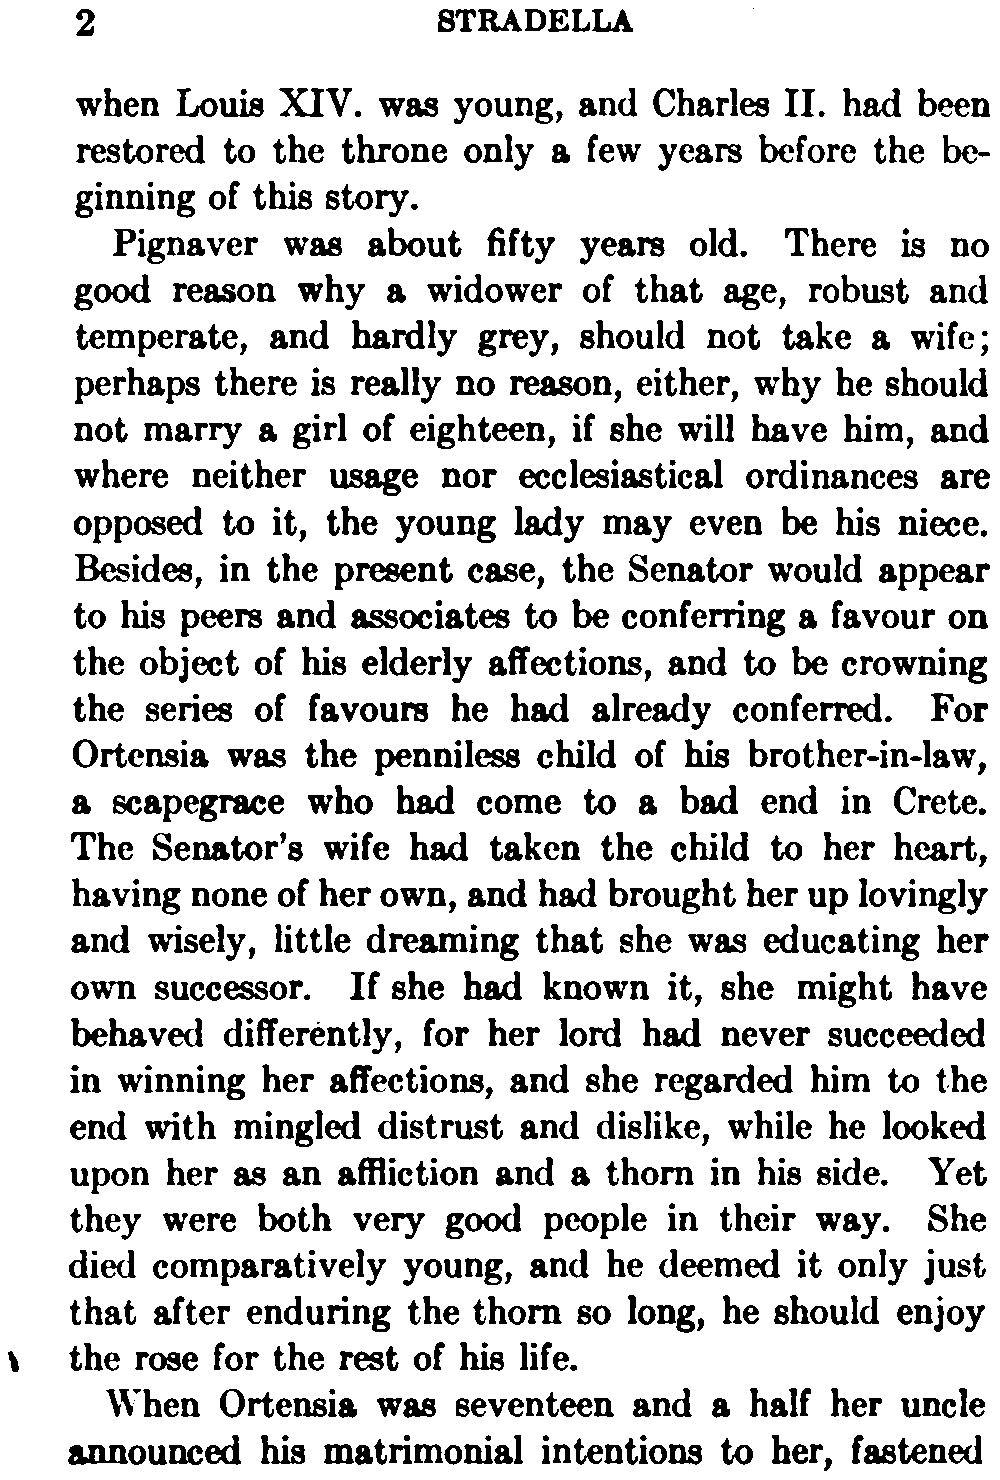 2 STRADELLA
when Louis XIV. was young, and Charles II. had been
restored to the throne only a few years before the be-
ginning of this story.
Pignaver was about fifty years old. There is no
good reason why a widower of that age, robust and
temperate, and hardly grey, should not take a wife;
perhaps there is really no reason, either, why he should
not marry a girl of eighteen, if she will have him, and
where neither usage nor ecclesiastical ordinances are
opposed to it, the young lady may even be his niece.
Besides, in the present case, the Senator would appear
to his peers and associates to be conferring a favour on
the object of his elderly affections, and to be crowning
the series of favours he had already conferred. For
Ortensia was the penniless child of his brother-in-law,
a scapegrace who had come to a bad end in Crete.
The Senator's wife had taken the child to her heart,
having none of her own, and had brought her up lovingly
and wisely, little dreaming that she was educating her
own successor. If she had known it, she might have
behaved differently, for her lord had never succeeded
in winning her affections, and she regarded him to the
end with mingled distrust and dislike, while he looked
upon her as an affliction and a thorn in his side. Yet
they were both very good people in their way. She
died comparatively young, and he deemed it only just
that after enduring the thorn so long, he should enjoy
the rose for the rest of his life.
When Ortensia was seventeen and a half her uncle
announced his matrimonial intentions to her, fastened